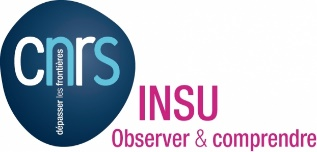 cnrs
dépasser les frontières
INSU
Observer & comprendre